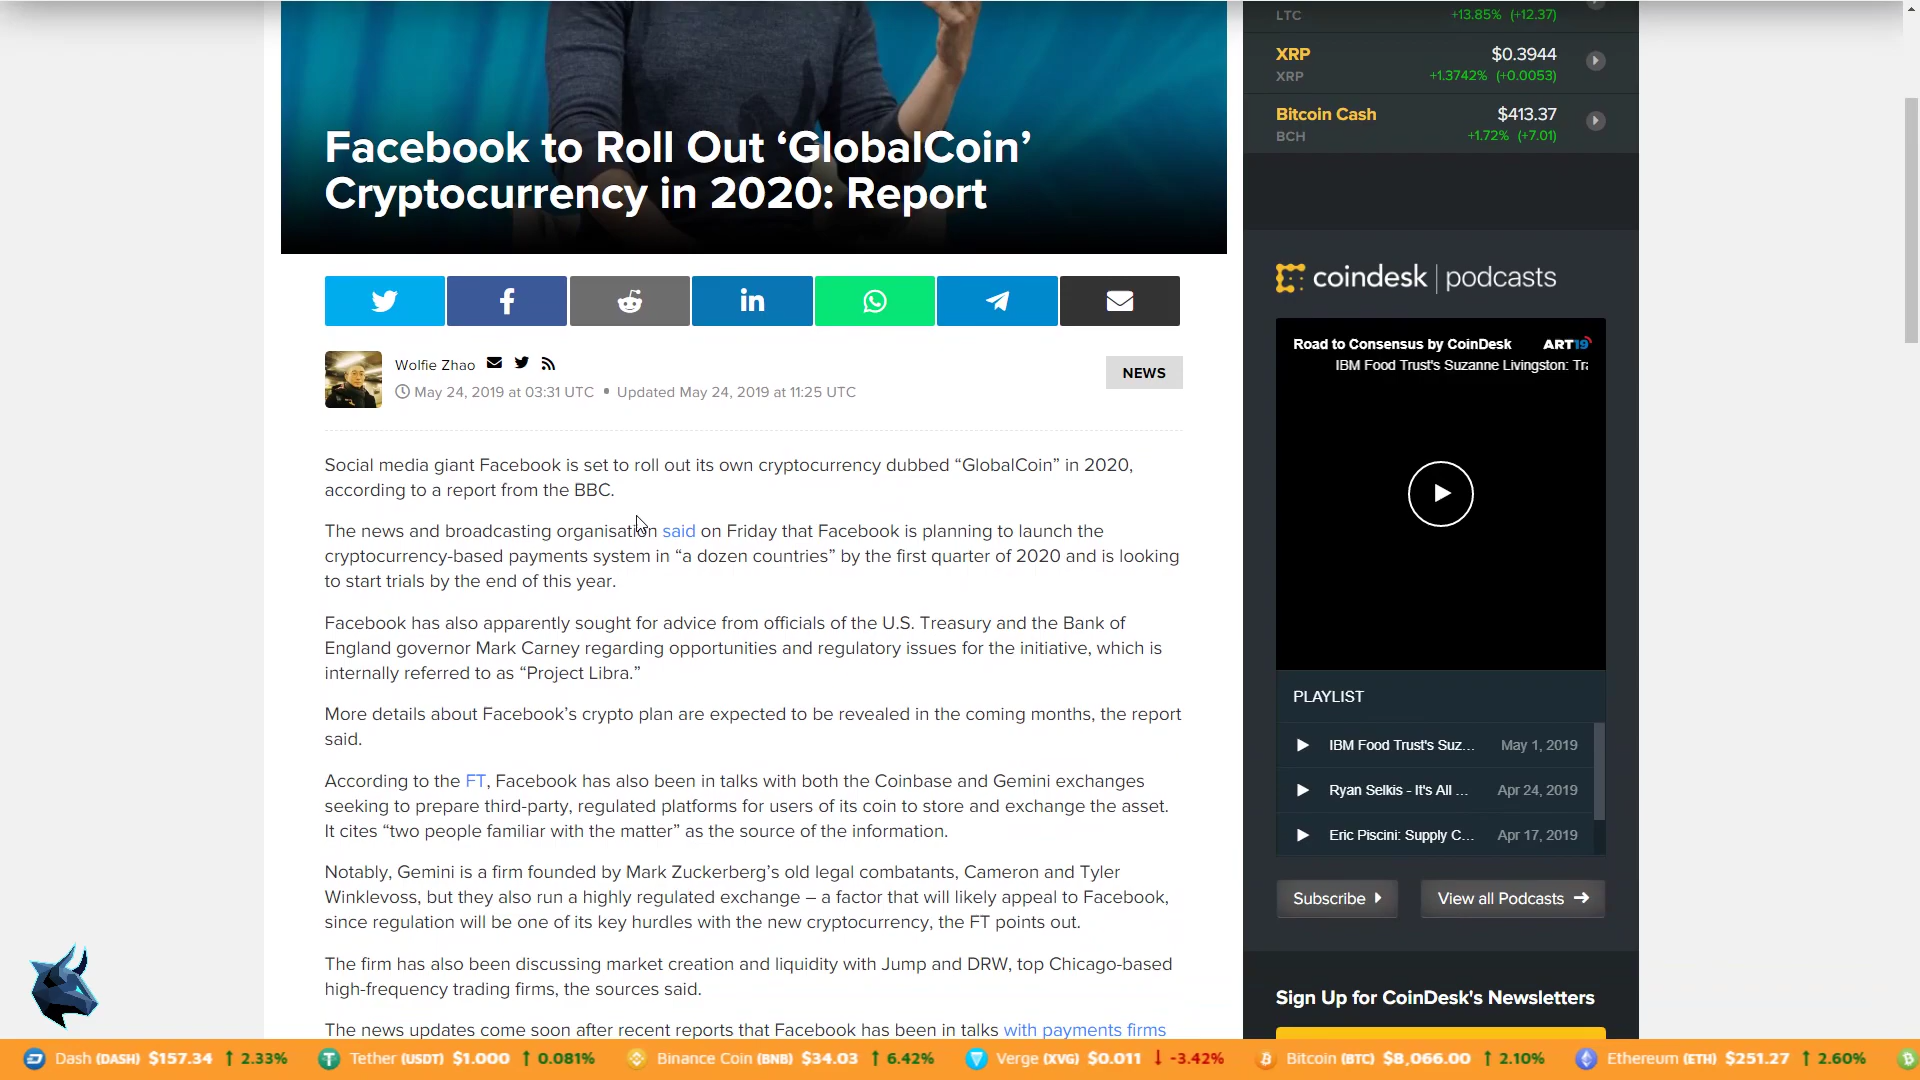 LTC
+13.85% (+12.37)
XRP
$0.3944
XRP
+1.3742% (+0.0053)
Bitcoin Cash
$413.37
BCH
+1.72% (+7.01)
Facebook to Roll Out ‘GlobalCoin’
Cryptocurrency in 2020: Report
Wolfie Zhao
May 24, 2019 at 03:31 UTC • Updated May 24, 2019 at 11:25 UTC
NEWS
Social media giant Facebook is set to roll out its own cryptocurrency dubbed “GlobalCoin” in 2020,
according to a report from the BBC.
The news and broadcasting organisation said on Friday that Facebook is planning to launch the
cryptocurrency-based payments system in “a dozen countries” by the first quarter of 2020 and is looking
to start trials by the end of this year.
Facebook has also apparently sought for advice from officials of the U.S. Treasury and the Bank of
England governor Mark Carney regarding opportunities and regulatory issues for the initiative, which is
internally referred to as “Project Libra.”
More details about Facebook’s crypto plan are expected to be revealed in the coming months, the report
said.
According to the FT, Facebook has also been in talks with both the Coinbase and Gemini exchanges
seeking to prepare third-party, regulated platforms for users of its coin to store and exchange the asset.
It cites “two people familiar with the matter” as the source of the information.
Notably, Gemini is a firm founded by Mark Zuckerberg’s old legal combatants, Cameron and Tyler
Winklevoss, but they also run a highly regulated exchange – a factor that will likely appeal to Facebook,
since regulation will be one of its key hurdles with the new cryptocurrency, the FT points out.
The firm has also been discussing market creation and liquidity with Jump and DRW, top Chicago-based
high-frequency trading firms, the sources said.
The news updates come soon after recent reports that Facebook has been in talks with payments firms
coindesk | podcasts
Road to Consensus by CoinDesk
ART19
IBM Food Trust's Suzanne Livingston: Tra
PLAYLIST
IBM Food Trust's Suz... May 1, 2019
Ryan Selkis - It's All ... Apr 24, 2019
Eric Piscini: Supply C... Apr 17, 2019
Subscribe
View all Podcasts
Sign Up for CoinDesk's Newsletters
Dash (DASH) $157.34 ↑ 2.33% Tether (USDT) $1.000 ↑ 0.081% Binance Coin (BNB) $34.03 ↑ 6.42% Verge (XVG) $0.011 ↓ -3.42% Bitcoin (BTC) $8,066.00 ↑ 2.10% Ethereum (ETH) $251.27 ↑ 2.60%